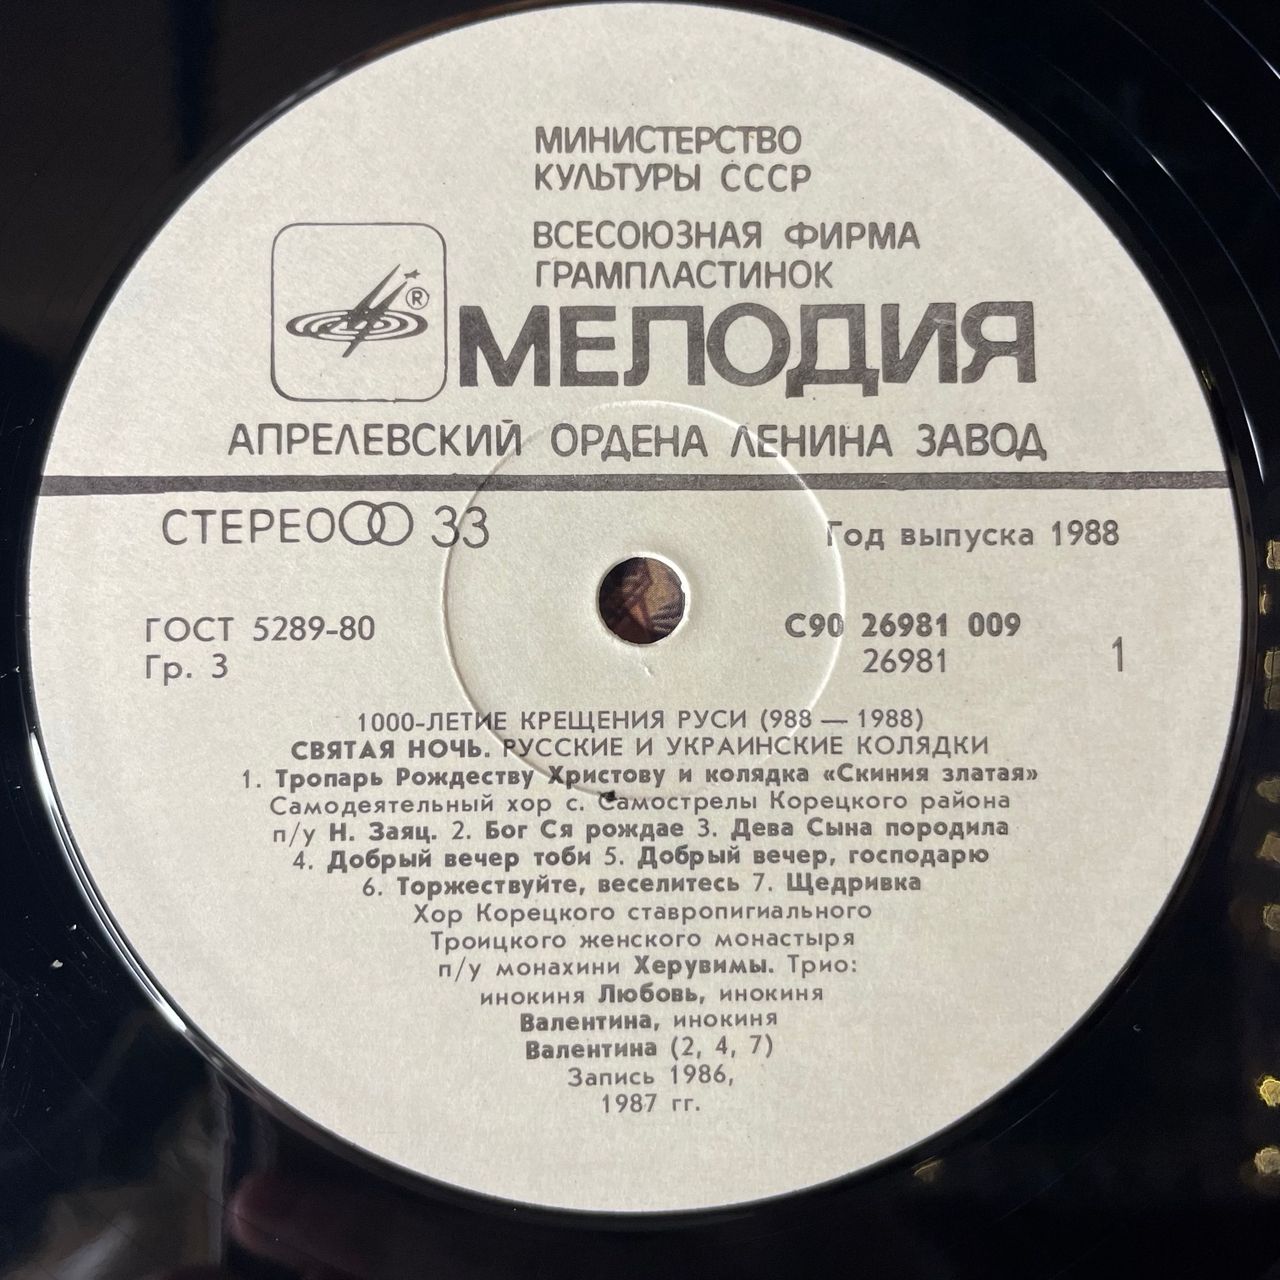 МИНИСТЕРСТВО
КУЛЬТУРЫ СССР
ВСЕСОЮЗНАЯ ФИРМА
ГРАМПЛАСТИНОК
®
МЕЛОДИЯ
АПРЕЛЕВСКИЙ ОРДЕНА ЛЕНИНА ЗАВОД
СТЕРЕО 33
Год выпуска 1988
ГОСТ 5289-80
Гр. 3
С90 26981 009
26981
1
1000-ЛЕТИЕ КРЕЩЕНИЯ РУСИ (988 — 1988)
СВЯТАЯ НОЧЬ. РУССКИЕ И УКРАИНСКИЕ КОЛЯДКИ
1. Тропарь Рождеству Христову и колядка «Скиния златая»
Самодеятельный хор с. Самострелы Корецкого района
п/у Н. Заяц. 2. Бог Ся рождае 3. Дева Сына породила
4. Добрый вечер тоби 5. Добрый вечер, господарю
6. Торжествуйте, веселитесь 7. Щедривка
Хор Корецкого ставропигиального
Троицкого женского монастыря
п/у монахини Херувимы. Трио:
инокиня Любовь, инокиня
Валентина, инокиня
Валентина (2, 4, 7)
Запись 1986,
1987 гг.